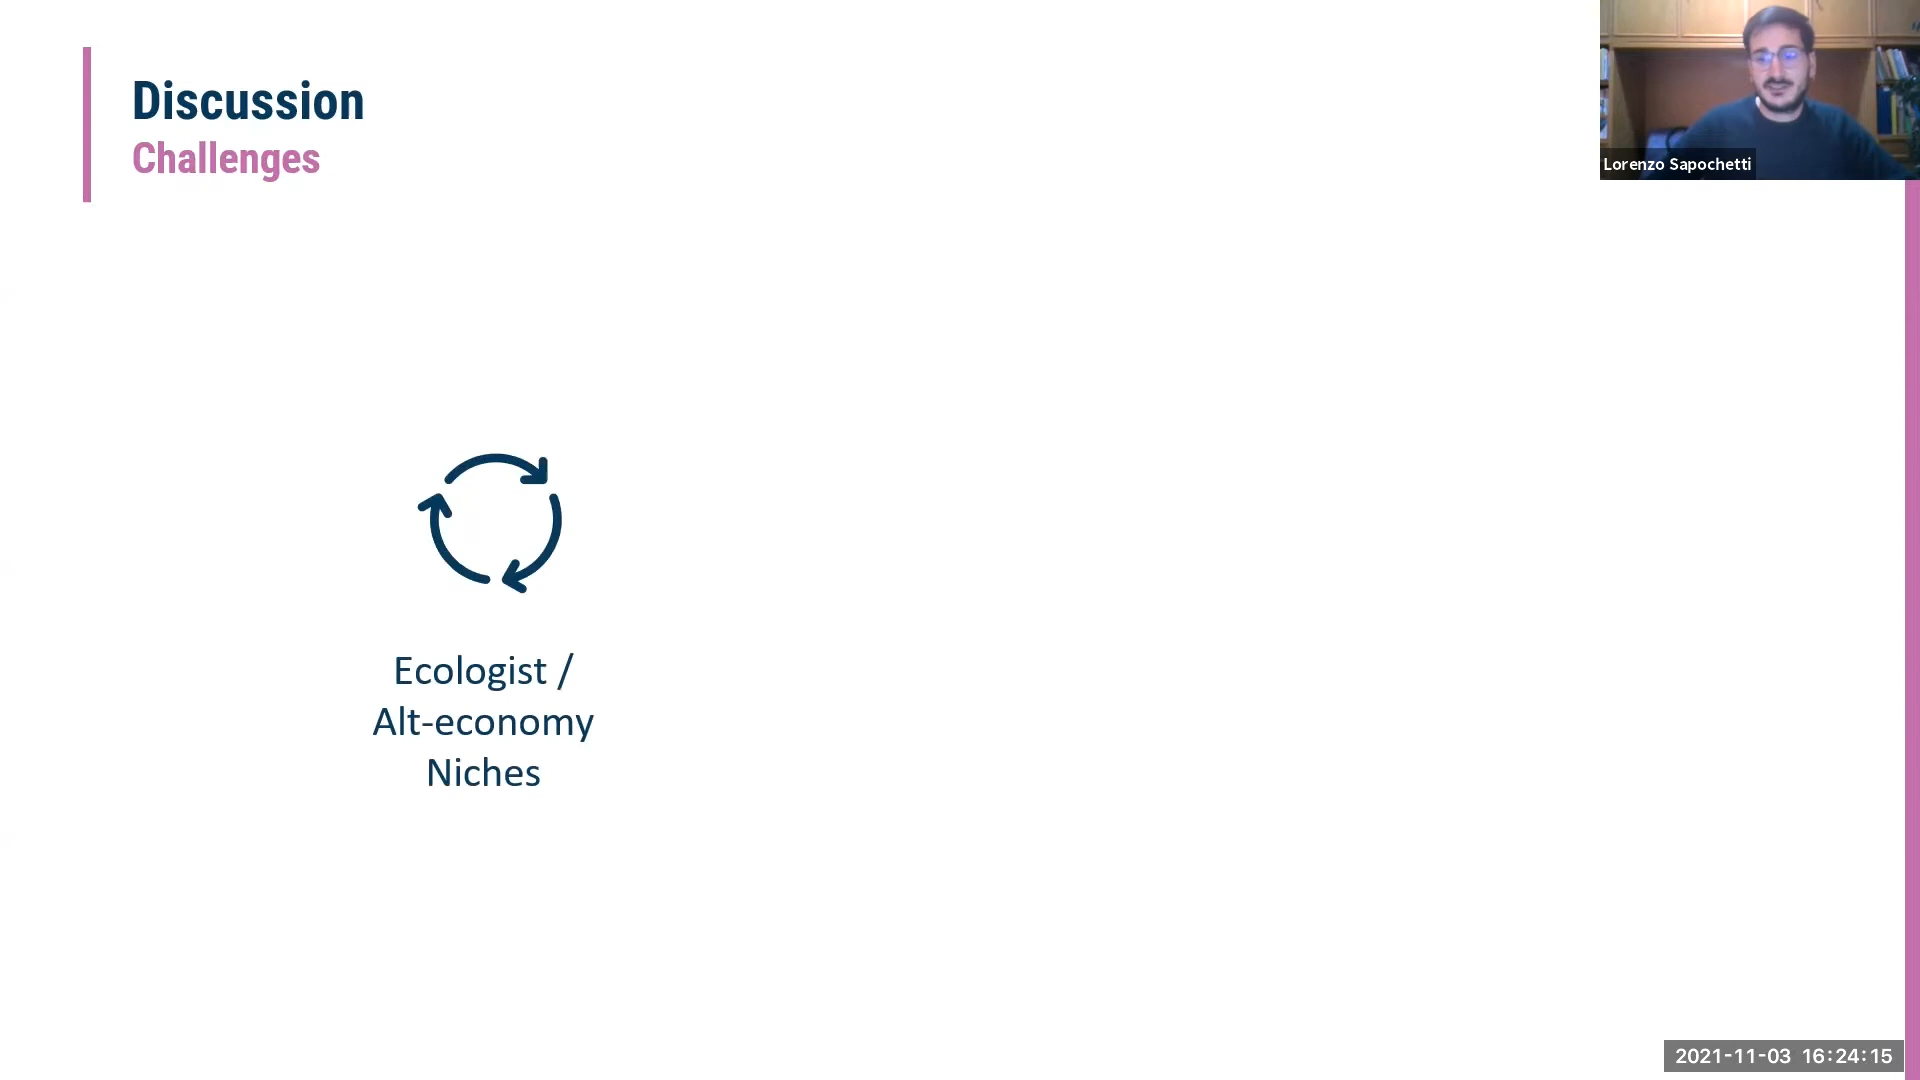 Discussion
Challenges
Lorenzo Sapochetti
Ecologist /
Alt-economy
Niches
2021-11-03 16:24:15